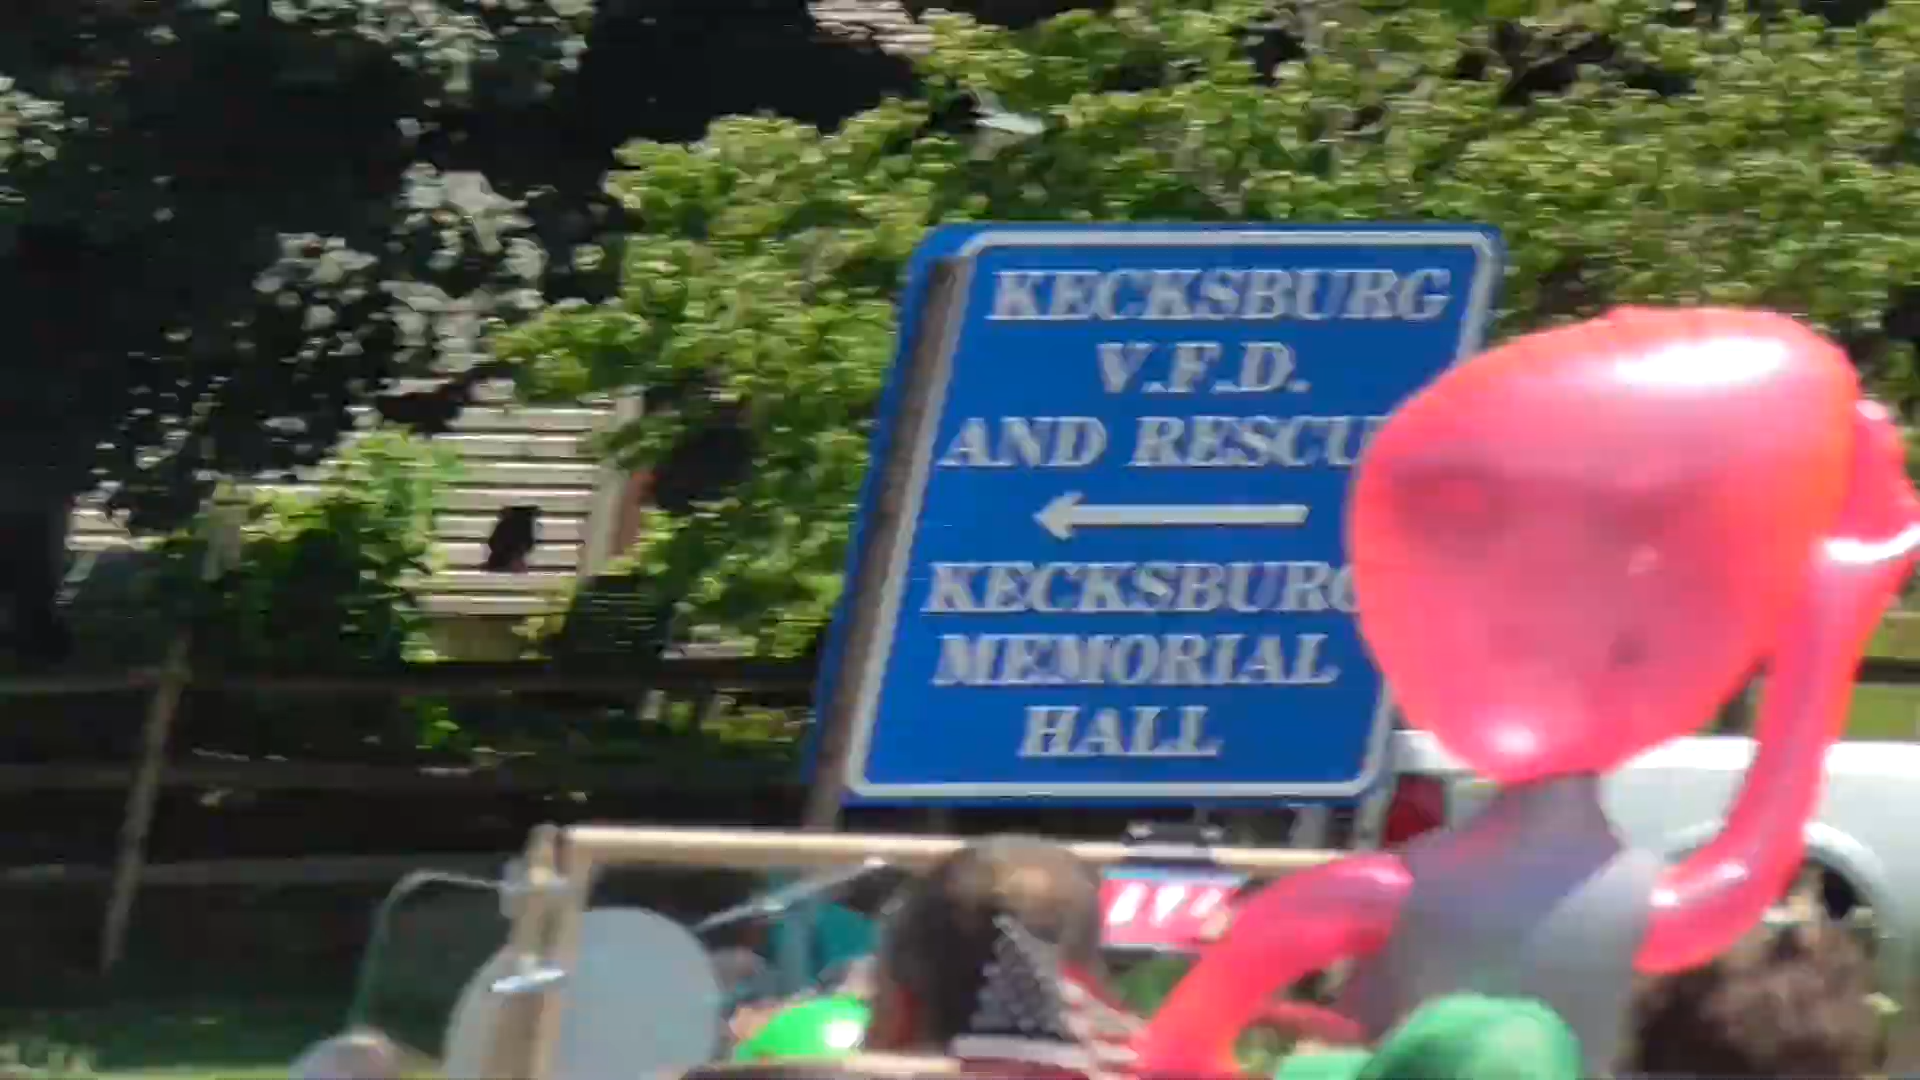 KECKSBURG
V.F.D.
AND RESCU
KECKSBURG
MEMORIAL
HALL